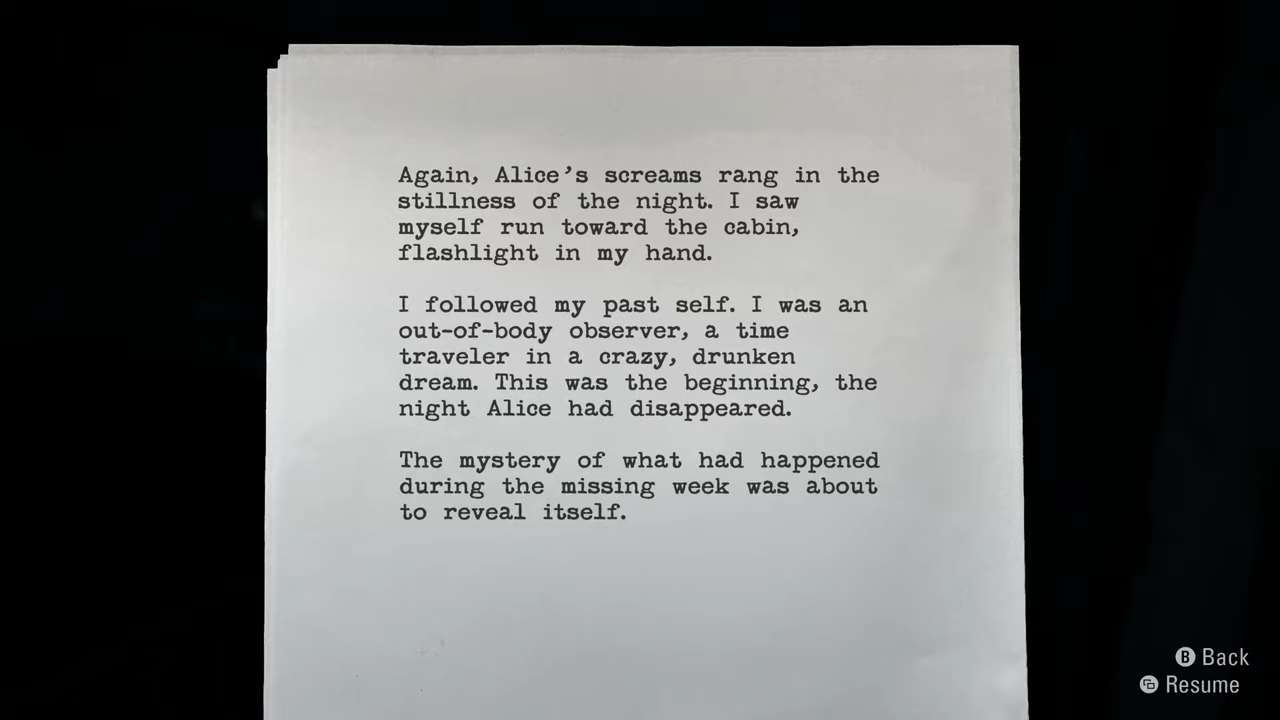 Again, Alice’s screams rang in the
stillness of the night. I saw
myself run toward the cabin,
flashlight in my hand.
I followed my past self. I was an
out-of-body observer, a time
traveler in a crazy, drunken
dream. This was the beginning, the
night Alice had disappeared.
The mystery of what had happened
during the missing week was about
to reveal itself.
B Back
Resume